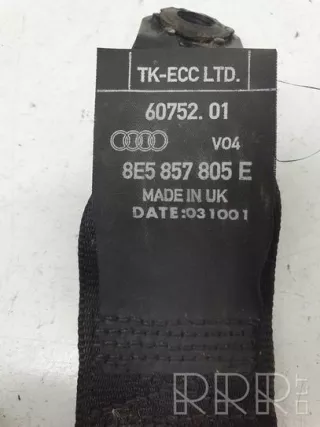 TK-ECC LTD.
60752. 01
V04
8E5 857 805 E
MADE IN UK
DATE:031001
RRR